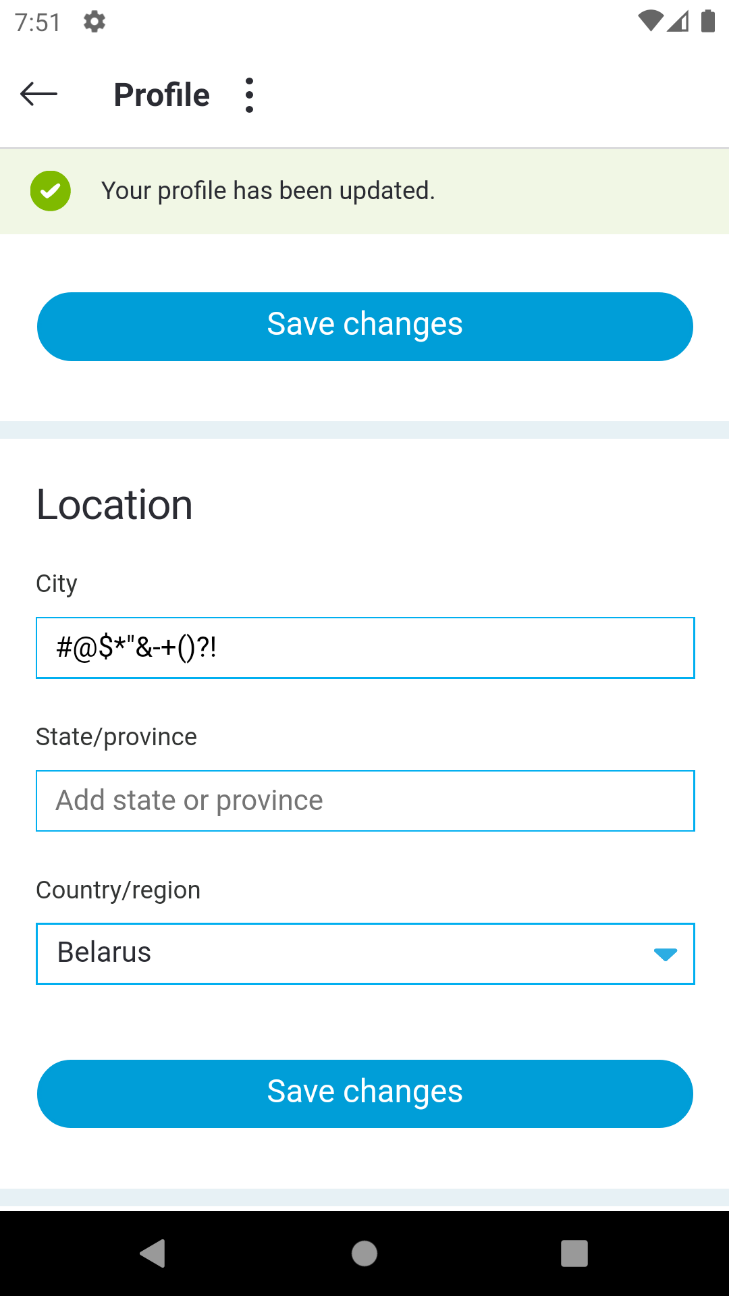 7:51
Profile
Your profile has been updated.
Save changes
Location
City
#@$*"&-+()?!
State/province
Add state or province
Country/region
Belarus
Save changes